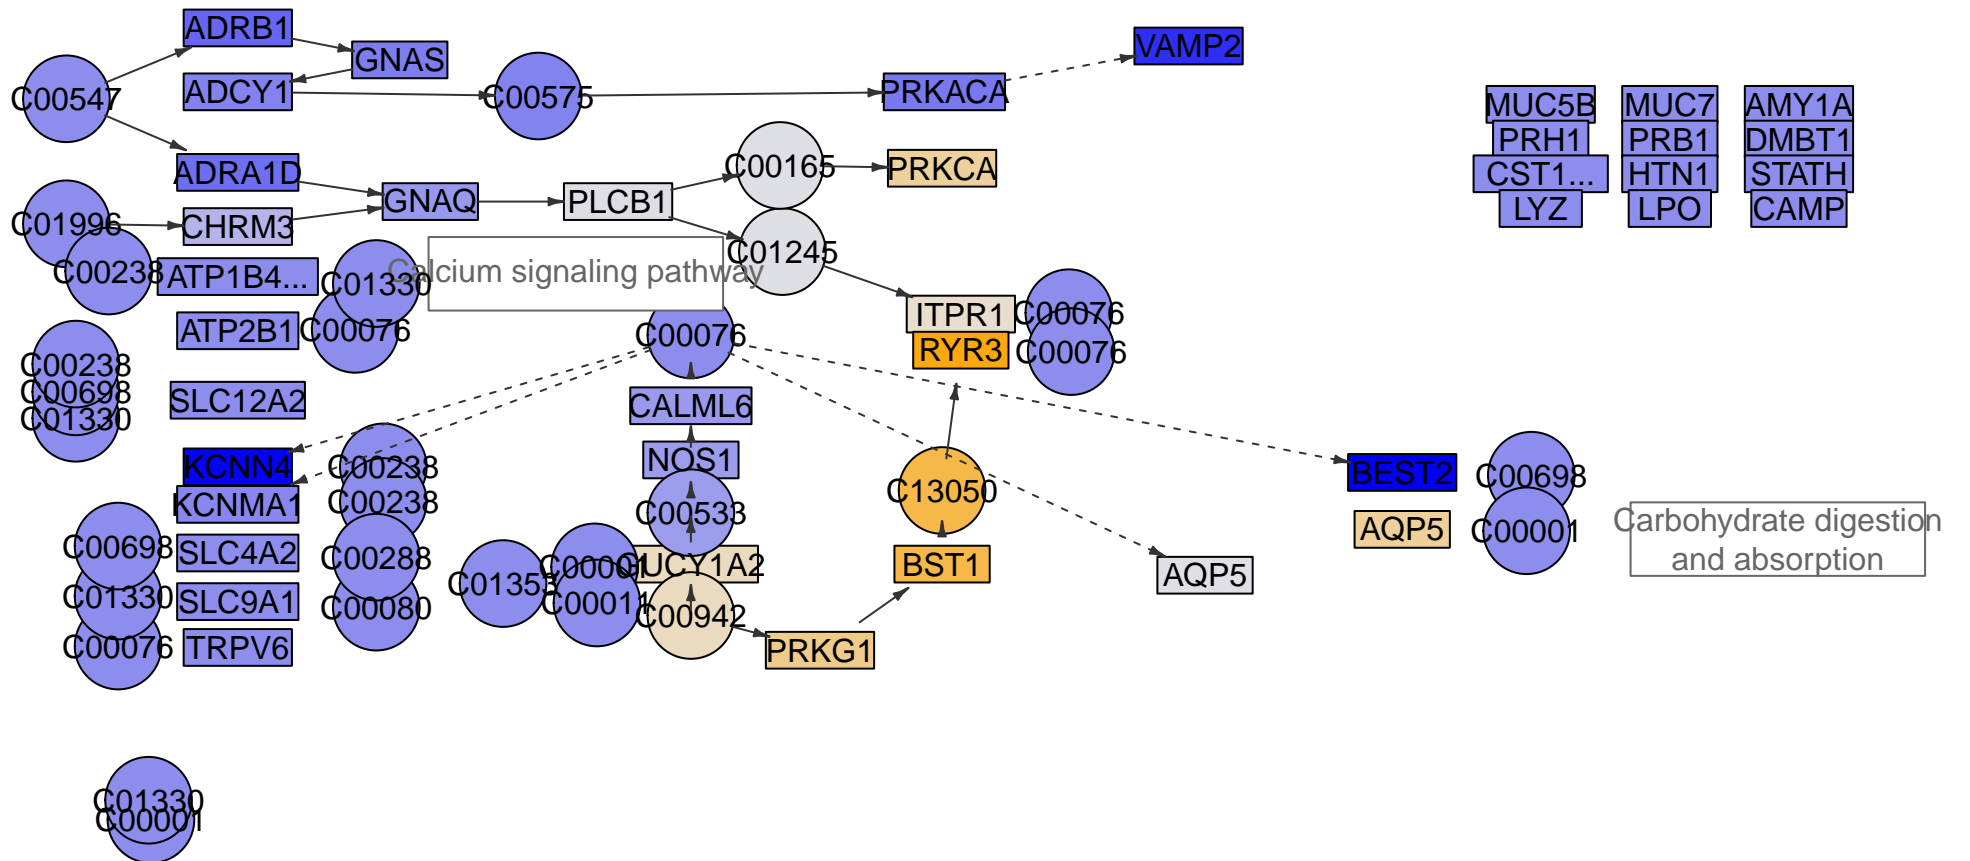 ADRB1
GNAS
VAMP2
C00547
ADCY1
C00575
PRKACA
MUC5B
MUC7
AMY1A
PRH1
PRB1
DMBT1
CST1...
HTN1
STATH
LYZ
LPO
CAMP
ADRA1D
C00165
PRKCA
GNAQ
PLCB1
C01996
CHRM3
C01245
C00238
ATP1B4...
C01330
Calcium signaling pathway
ITPR1
C00076
ATP2B1
C00076
C00076
RYR3
C00076
C00238
C00698
C01330
SLC12A2
CALML6
KCNN4
C00238
NOS1
BEST2
C00698
KCNMA1
C00238
C00533
C13050
AQP5
C00001
Carbohydrate digestion
and absorption
C00698
SLC4A2
C00288
C01353
C00001
GUCY1A2
BST1
AQP5
C01330
SLC9A1
C00080
C00011
C00942
C00076
TRPV6
PRKG1
C01330
C00001